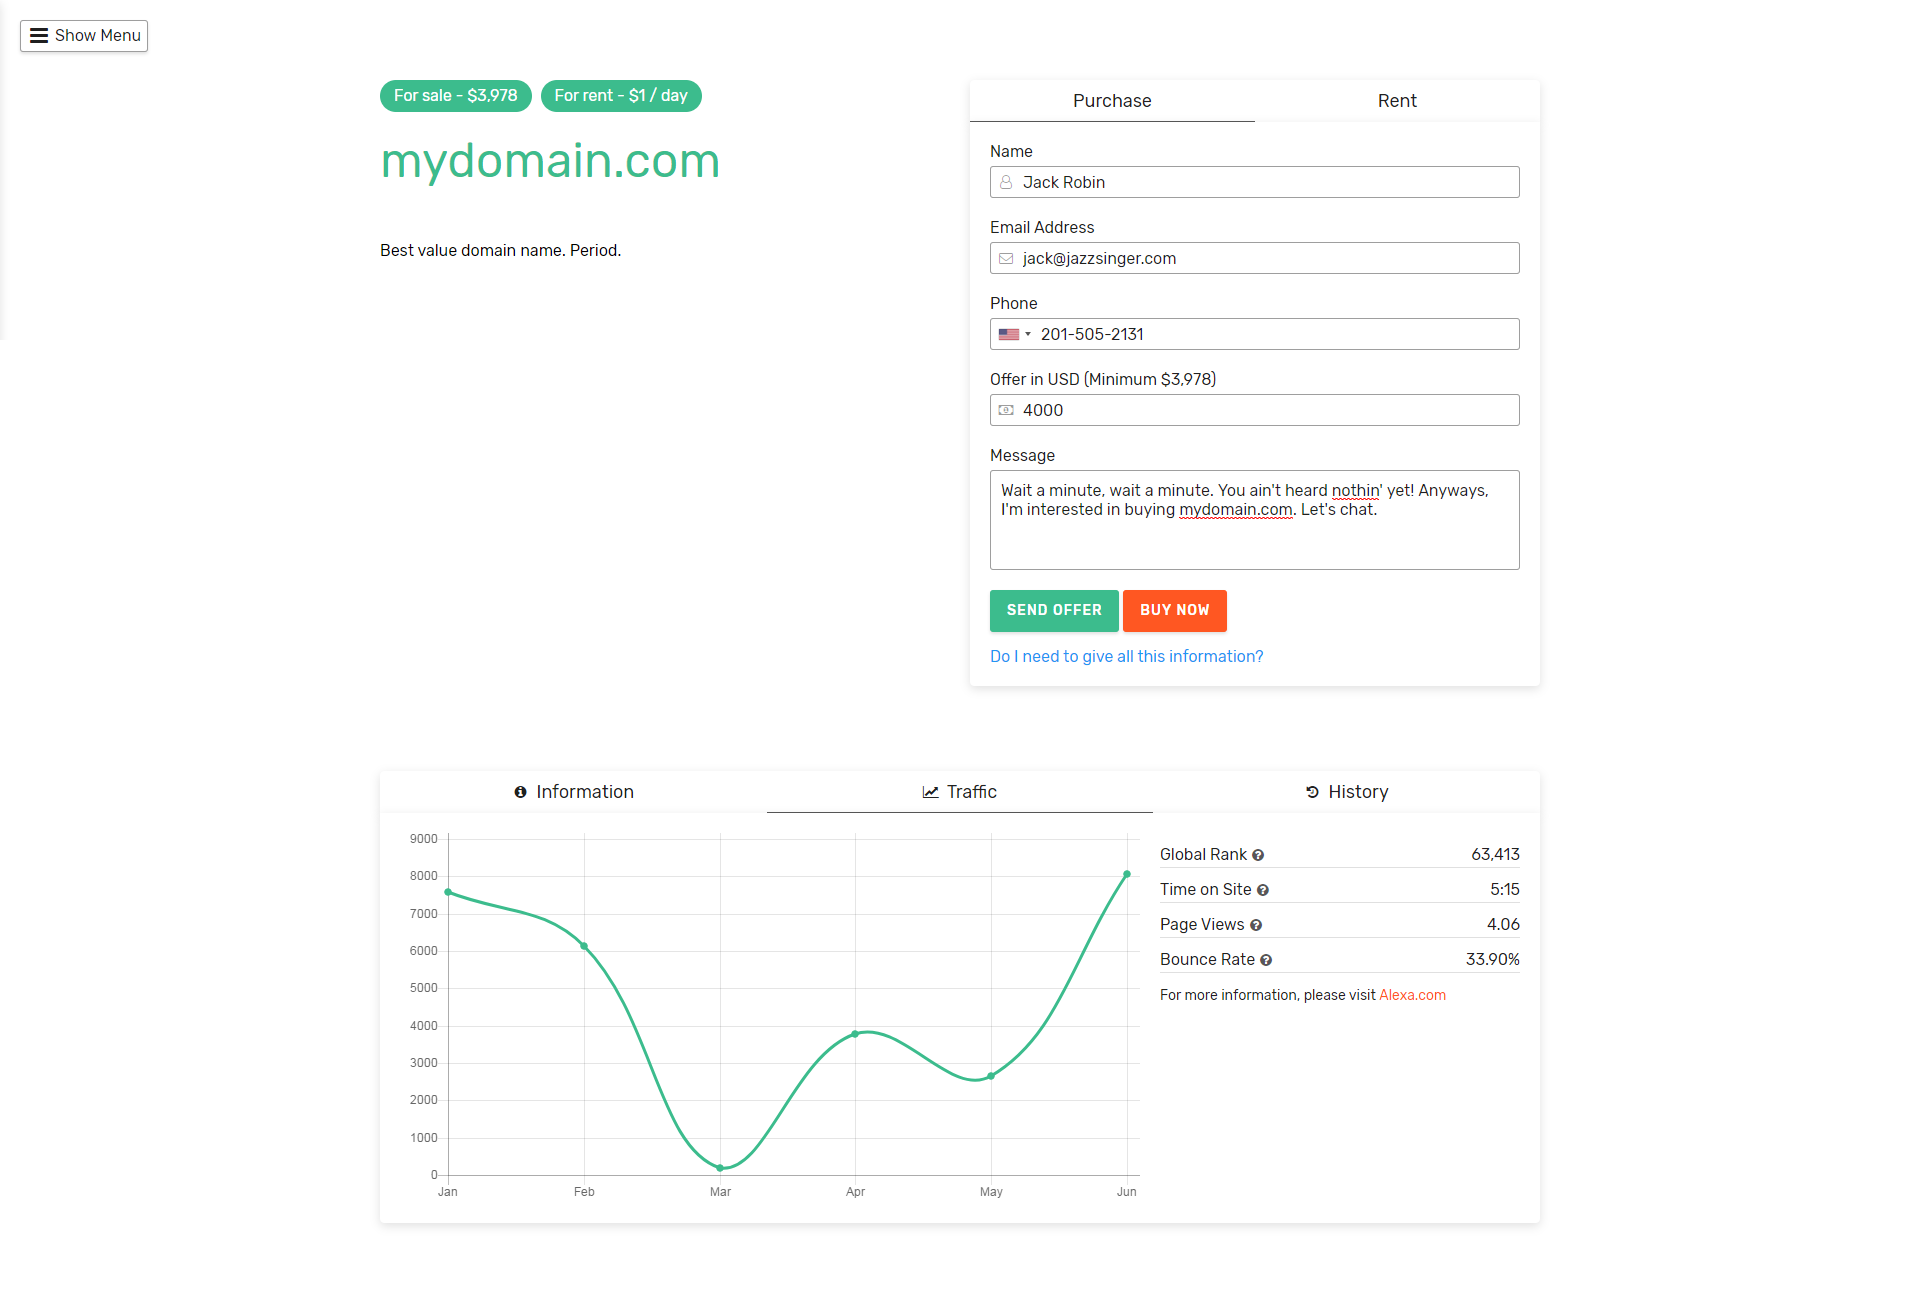 Show Menu
For sale - $3,978
For rent - $1 / day
mydomain.com
Best value domain name. Period.
Purchase
Rent
Name
Jack Robin
Email Address
jack@jazzsinger.com
Phone
201-505-2131
Offer in USD (Minimum $3,978)
4000
Message
Wait a minute, wait a minute. You ain't heard nothin' yet! Anyways,
I'm interested in buying mydomain.com. Let's chat.
SEND OFFER
BUY NOW
Do I need to give all this information?
Information
Traffic
History
9000
8000
7000
6000
5000
4000
3000
2000
1000
0
Jan
Feb
Mar
Apr
May
Jun
Global Rank
63,413
Time on Site
5:15
Page Views
4.06
Bounce Rate
33.90%
For more information, please visit Alexa.com